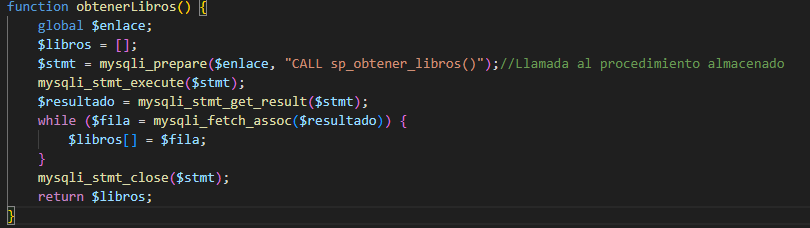 function obtenerLibros() {
    global $enlace;
    $libros = [];
    $stmt = mysqli_prepare($enlace, "CALL sp_obtener_libros()");//Llamada al procedimiento almacenado
    mysqli_stmt_execute($stmt);
    $resultado = mysqli_stmt_get_result($stmt);
    while ($fila = mysqli_fetch_assoc($resultado)) {
        $libros[] = $fila;
    }
    mysqli_stmt_close($stmt);
    return $libros;
}